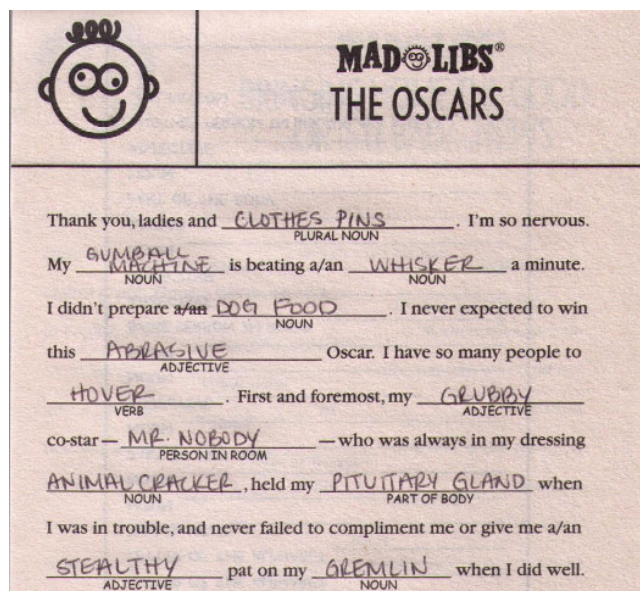 MAD LIBS®
THE OSCARS
Thank you, ladies and CLOTHES PINS . I'm so nervous.
PLURAL NOUN
My GUMBALL MACHINE is beating a/an WHISKER a minute.
NOUN NOUN
I didn't prepare a/an DOG FOOD . I never expected to win
NOUN
this ABRASIVE Oscar. I have so many people to
ADJECTIVE
HOVER . First and foremost, my GRUBBY
VERB ADJECTIVE
co-star— MR. NOBODY —who was always in my dressing
PERSON IN ROOM
ANIMAL CRACKER , held my PITUITARY GLAND when
NOUN PART OF BODY
I was in trouble, and never failed to compliment me or give me a/an
STEALTHY pat on my GREMLIN when I did well.
ADJECTIVE NOUN